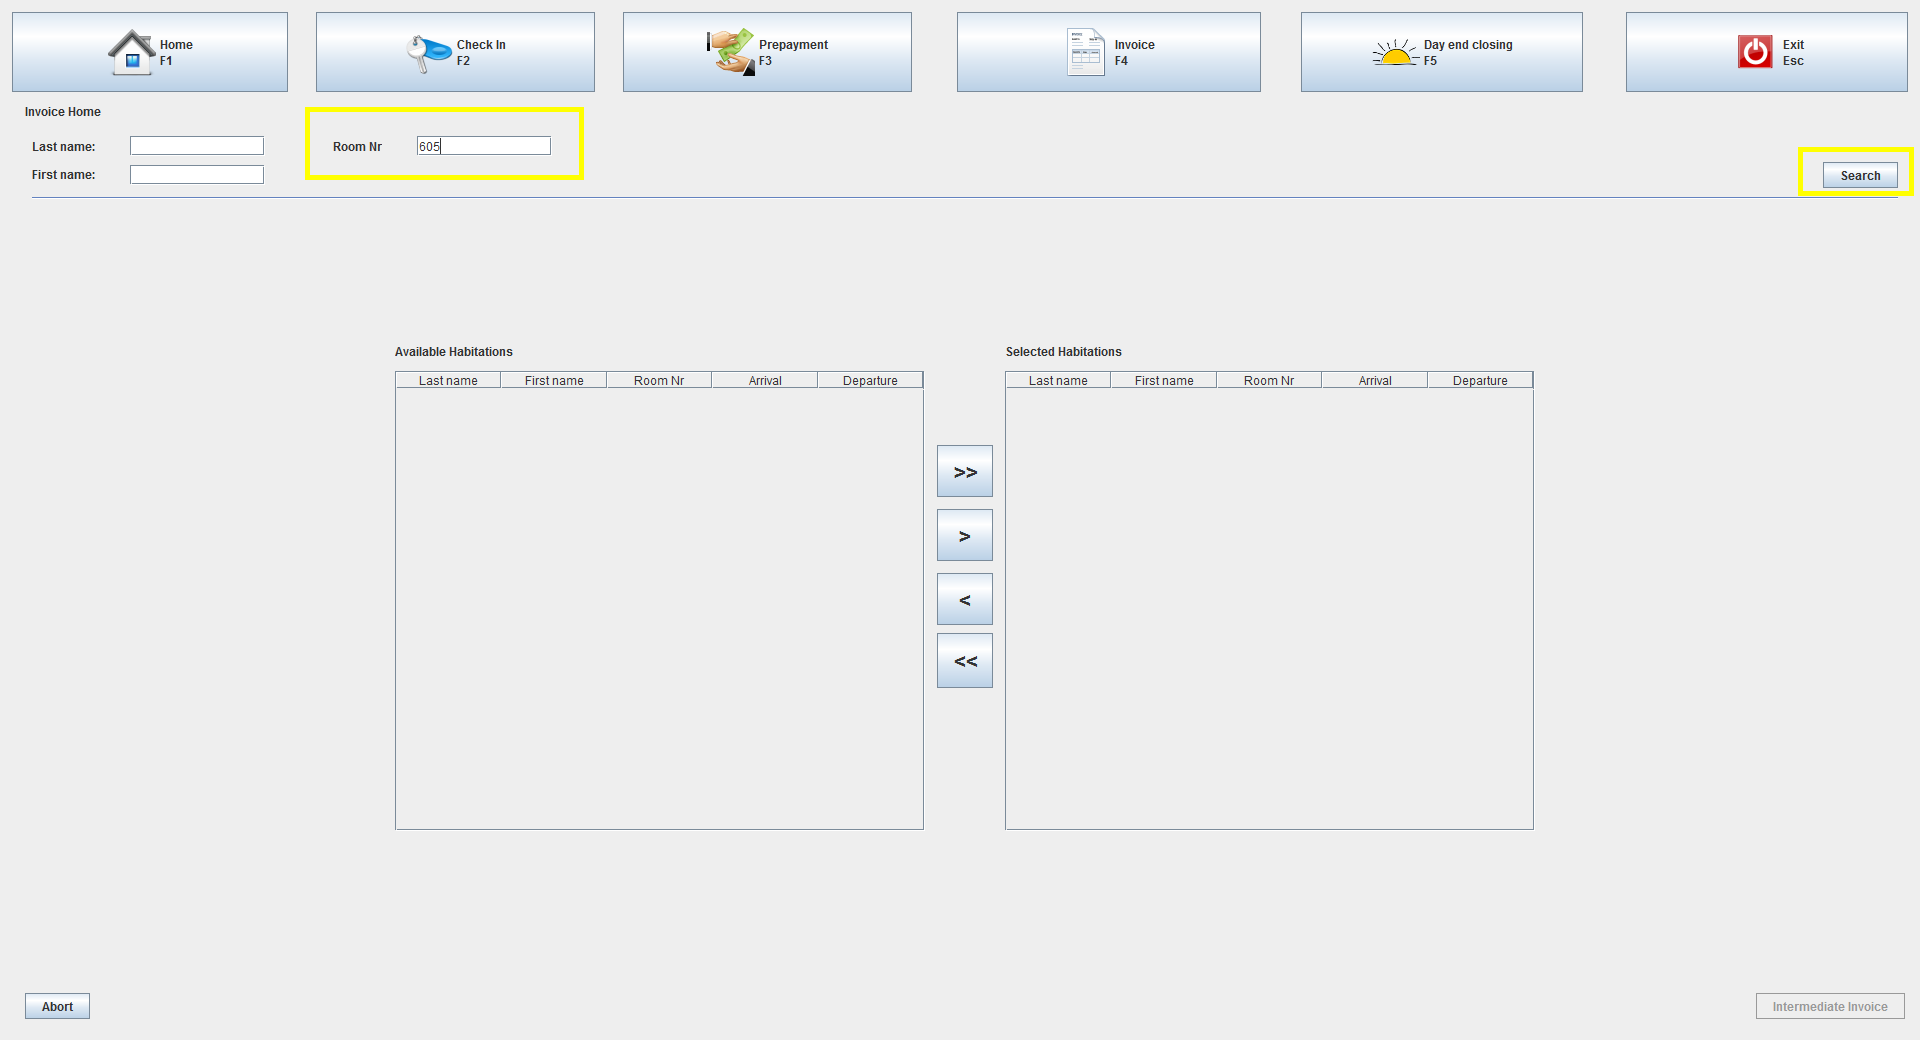 Home
F1
Check In
F2
Prepayment
F3
Invoice
F4
Day end closing
F5
Exit
Esc
Invoice Home
Last name:
Room Nr 605
First name:
Search
Available Habitations
Selected Habitations
Last name First name Room Nr Arrival Departure
Last name First name Room Nr Arrival Departure
>>
>
<
<<
Abort
Intermediate Invoice